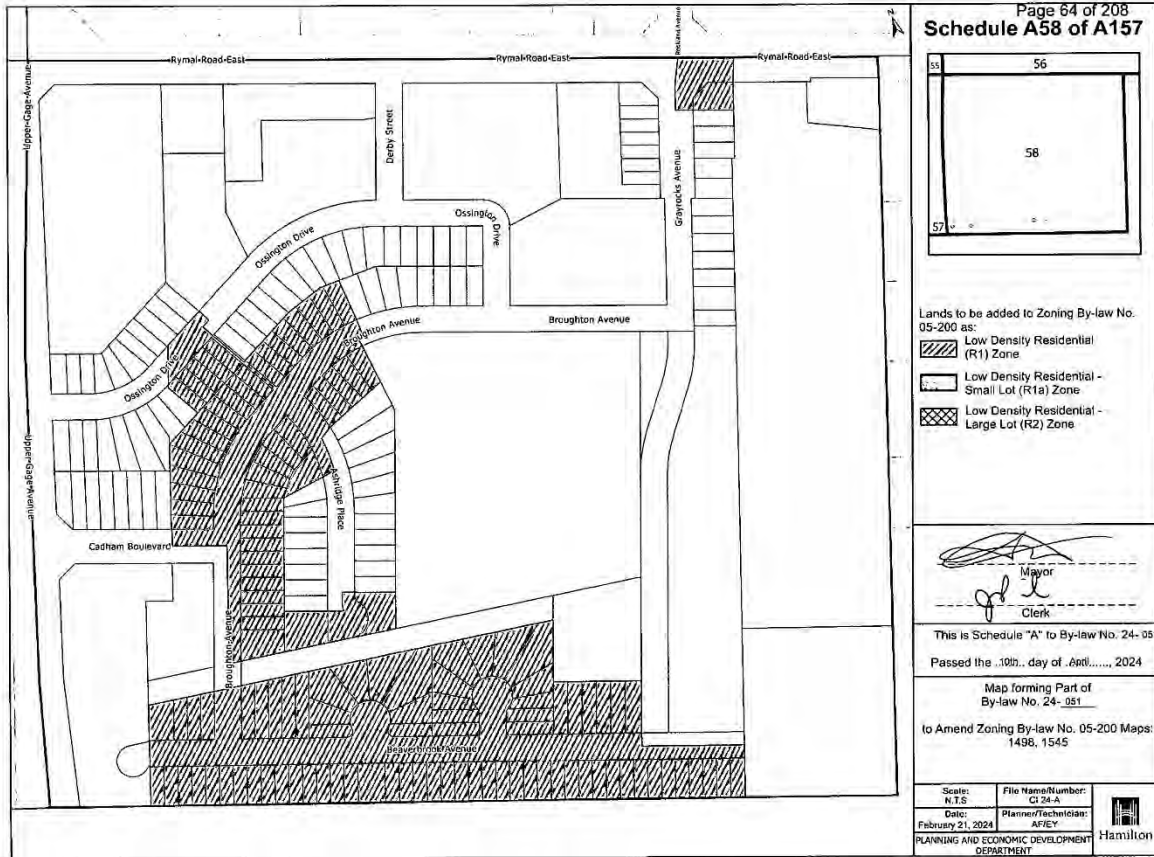 Page 64 of 208
Schedule A58 of A157
Rymal Road East
Rymal Road East
Rymal Road East
Upper Gage Avenue
Derby Street
Grayrocks Avenue
Ossington Drive
Ossington Drive
Ossington Drive
Broughton Avenue
Broughton Avenue
Upper Gage Avenue
Ashridge Place
Cadham Boulevard
Broughton Avenue
Beaverbrook Avenue
55
56
58
57
Lands to be added to Zoning By-law No.
05-200 as:
Low Density Residential
(R1) Zone
Low Density Residential -
Small Lot (R1a) Zone
Low Density Residential -
Large Lot (R2) Zone
Mayor
Clerk
This is Schedule "A" to By-law No. 24- 05
Passed the ..10th.. day of .April......, 2024
Map forming Part of
By-law No. 24- 051
to Amend Zoning By-law No. 05-200 Maps:
1498, 1545
Scale:
N.T.S
File Name/Number:
CI 24-A
Date:
February 21, 2024
Planner/Technician:
AF/EY
PLANNING AND ECONOMIC DEVELOPMENT
DEPARTMENT
Hamilton